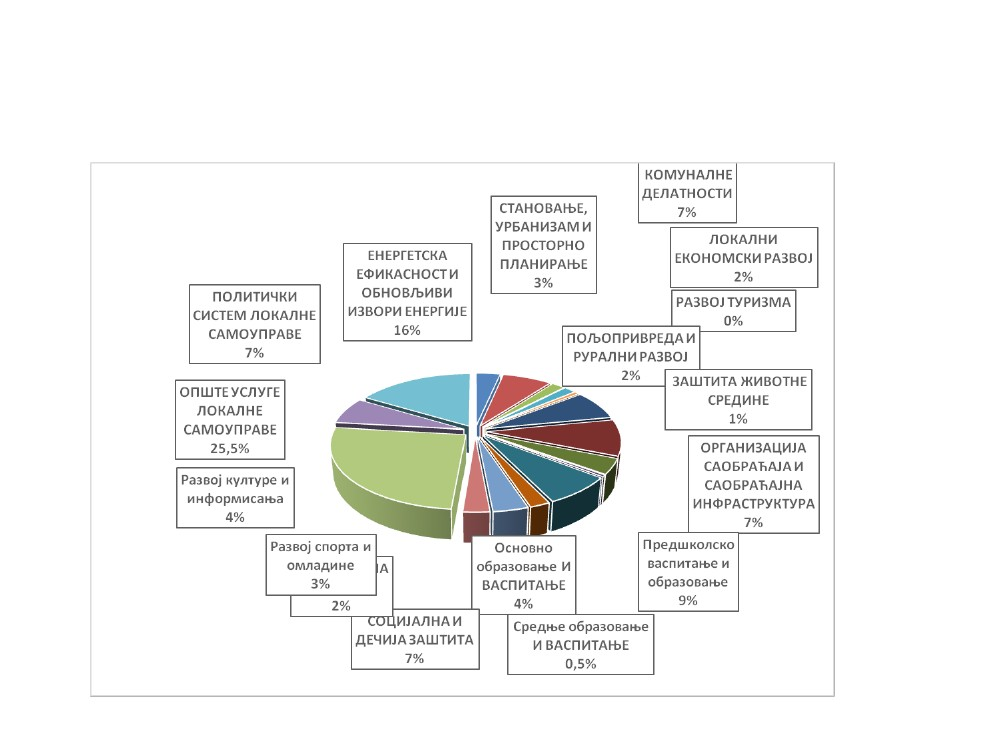 КОМУНАЛНЕ
ДЕЛАТНОСТИ
7%
СТАНОВАЊЕ,
УРБАНИЗАМ И
ПРОСТОРНО
ПЛАНИРАЊЕ
3%
ЛОКАЛНИ
ЕКОНОМСКИ РАЗВОЈ
2%
ЕНЕРГЕТСКА
ЕФИКАСНОСТ И
ОБНОВЉИВИ
ИЗВОРИ ЕНЕРГИЈЕ
16%
ПОЛИТИЧКИ
СИСТЕМ ЛОКАЛНЕ
САМОУПРАВЕ
7%
РАЗВОЈ ТУРИЗМА
0%
ПОЉОПРИВРЕДА И
РУРАЛНИ РАЗВОЈ
2%
ЗАШТИТА ЖИВОТНЕ
СРЕДИНЕ
1%
ОПШТЕ УСЛУГЕ
ЛОКАЛНЕ
САМОУПРАВЕ
25,5%
ОРГАНИЗАЦИЈА
САОБРАЋАЈА И
САОБРАЋАЈНА
ИНФРАСТРУКТУРА
7%
Развој културе и
информисања
4%
Предшколско
васпитање и
образовање
9%
Развој спорта и
омладине
3%
2%
Основно
образовање И
ВАСПИТАЊЕ
4%
СОЦИЈАЛНА И
ДЕЧИЈА ЗАШТИТА
7%
Средње образовање
И ВАСПИТАЊЕ
0,5%